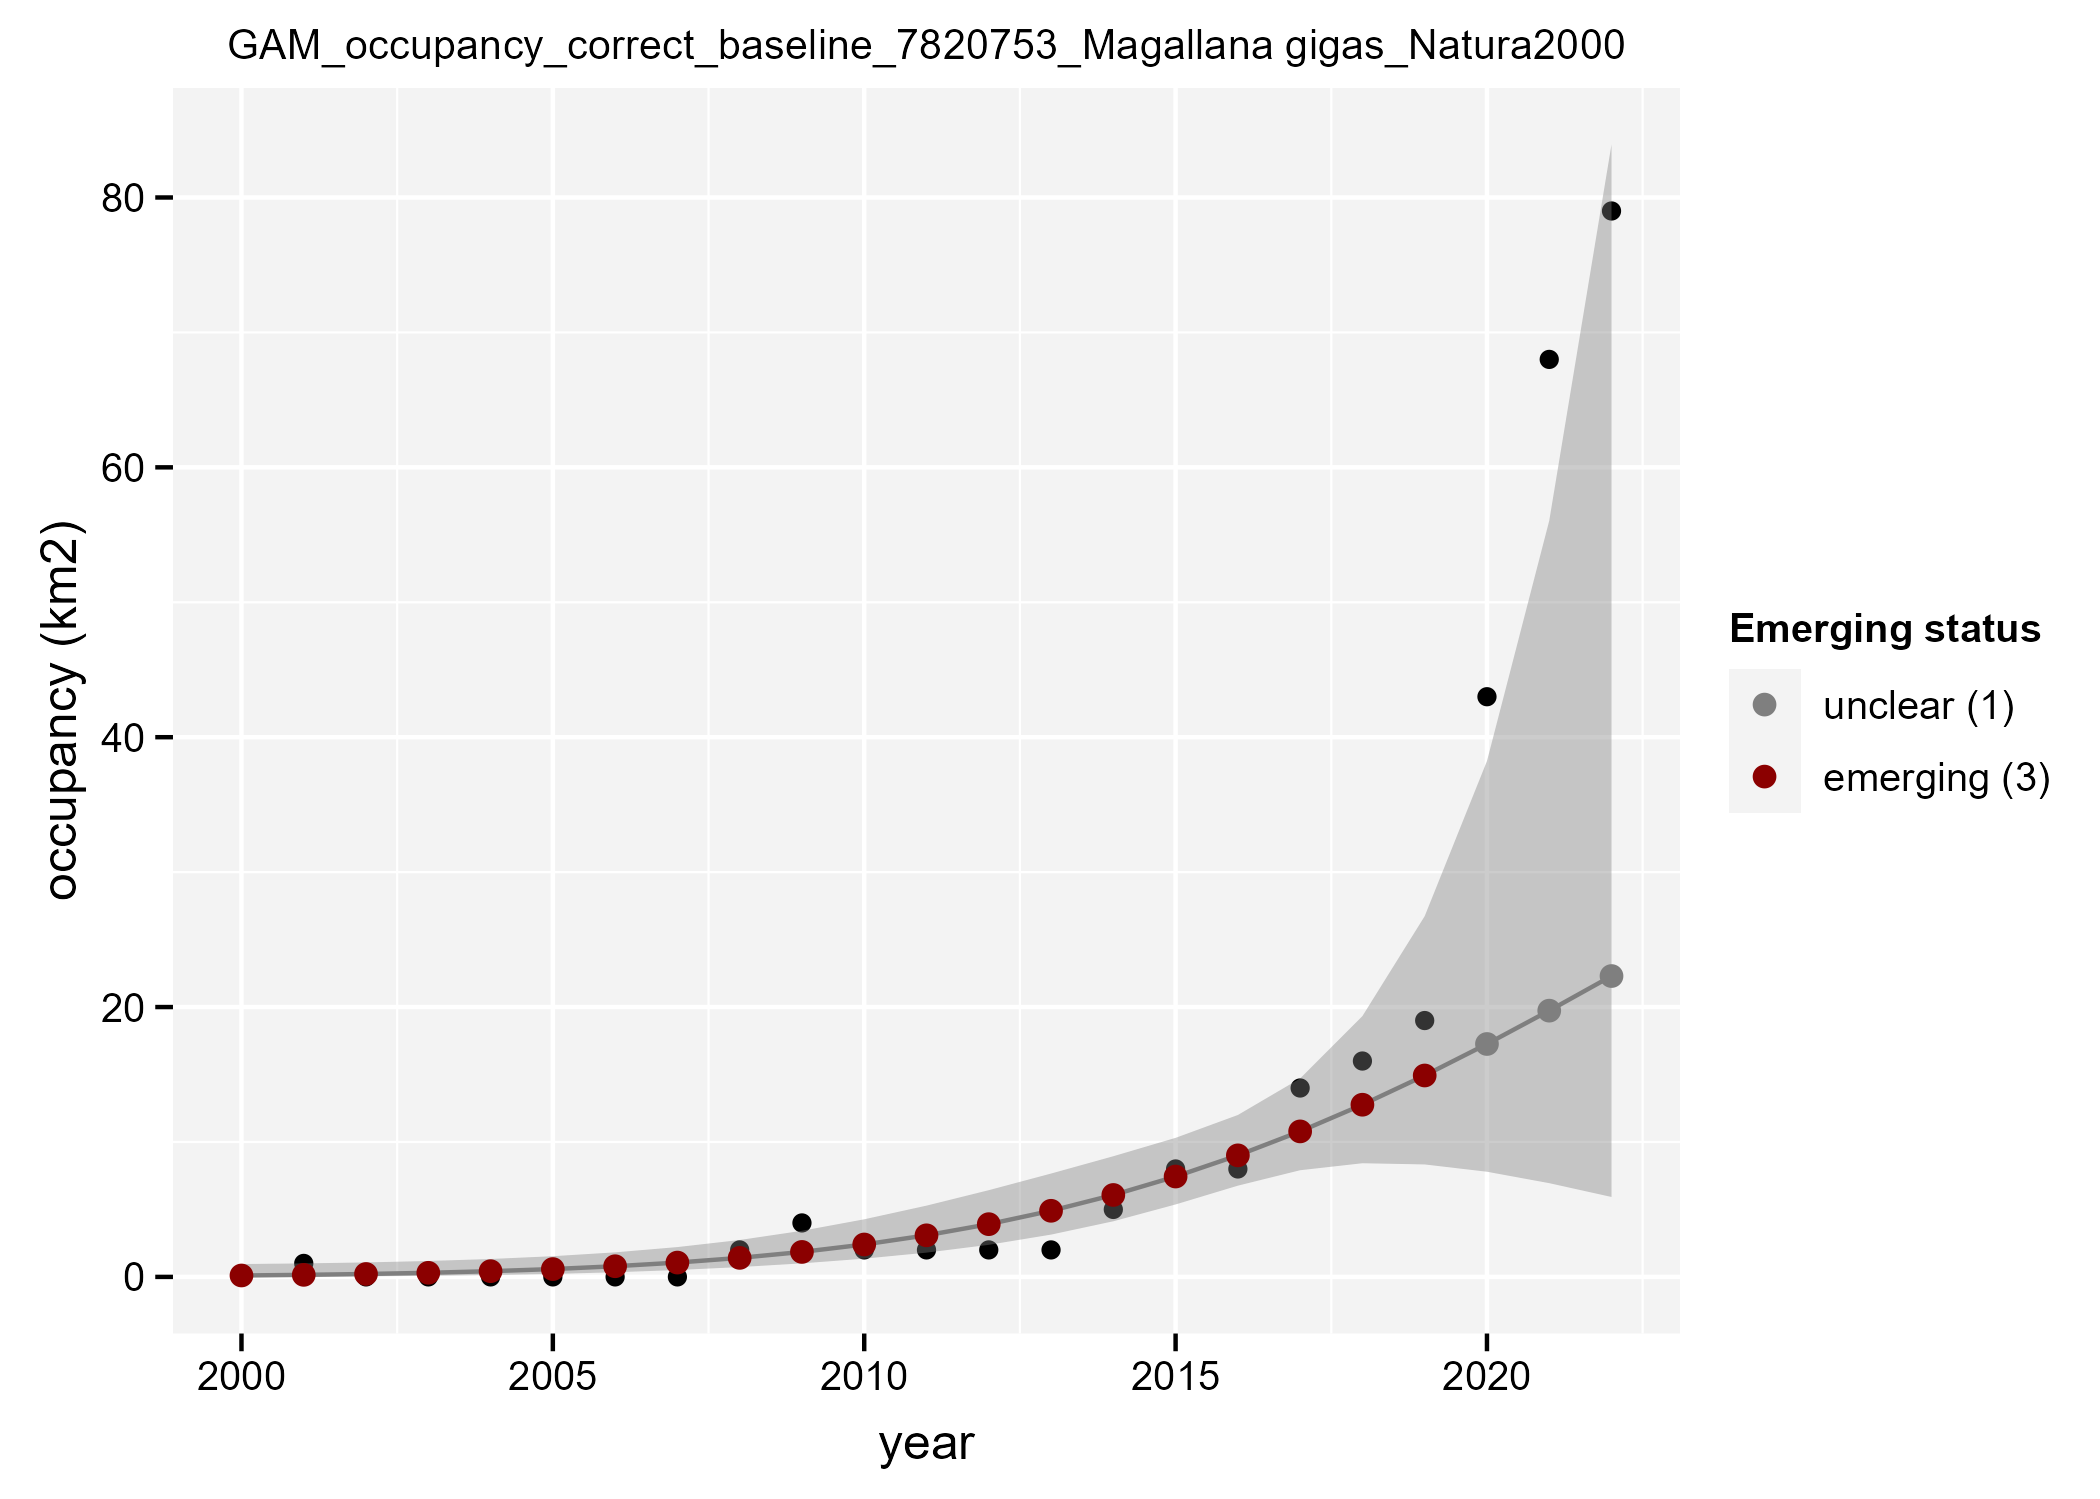 GAM_occupancy_correct_baseline_7820753_Magallana gigas_Natura2000
80
60
40
20
0
occupancy (km2)
2000 2005 2010 2015 2020
year
Emerging status
unclear (1)
emerging (3)